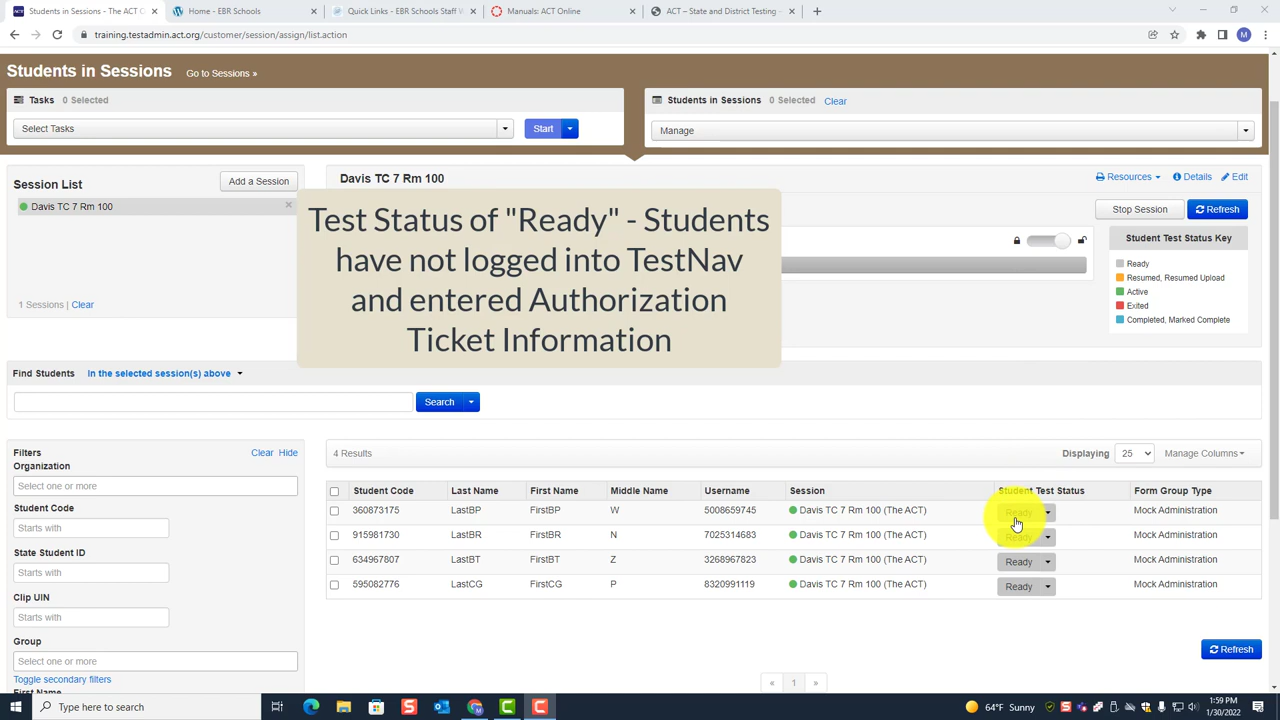 Students in Sessions - The ACT O
Home - EBR Schools
Quick Links - EBR Schools Staff W
Manuals: ACT Online
ACT – State and District Testing -
training.testadmin.act.org/customer/session/assign/list.action
M
Students in Sessions
Go to Sessions »
Tasks 0 Selected
Students in Sessions 0 Selected Clear
Select Tasks
Start
Manage
Session List
Add a Session
Davis TC 7 Rm 100
Resources
Details
Edit
Davis TC 7 Rm 100
Stop Session
Refresh
Test Status of "Ready" - Students
have not logged into TestNav
and entered Authorization
Ticket Information
Student Test Status Key
Ready
Resumed, Resumed Upload
Active
Exited
Completed, Marked Complete
1 Sessions | Clear
Find Students In the selected session(s) above
Search
Filters Clear Hide
4 Results
Displaying 25 Manage Columns
Organization
Select one or more
Student Code
Starts with
State Student ID
Starts with
Clip UIN
Starts with
Group
Select one or more
Toggle secondary filters
First Name
Student Code Last Name First Name Middle Name Username Session Student Test Status Form Group Type
360873175 LastBP FirstBP W 5008659745 Davis TC 7 Rm 100 (The ACT) Ready Mock Administration
915981730 LastBR FirstBR N 7025314683 Davis TC 7 Rm 100 (The ACT) Ready Mock Administration
634967807 LastBT FirstBT Z 3268967823 Davis TC 7 Rm 100 (The ACT) Ready Mock Administration
595082776 LastCG FirstCG P 8320991119 Davis TC 7 Rm 100 (The ACT) Ready Mock Administration
Refresh
« 1 »
Type here to search
64°F Sunny
1:59 PM
1/30/2022